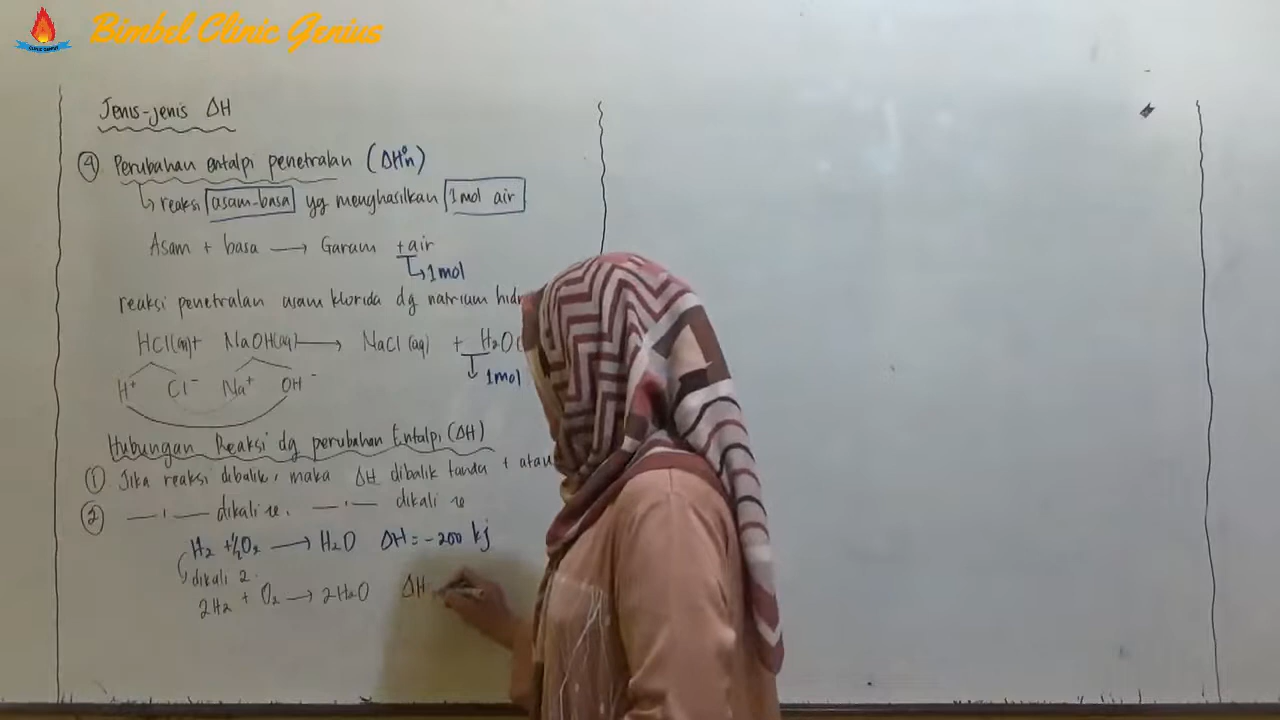 Bimbel Clinic Genius
Jenis-jenis ΔH
④ Perubahan entalpi penetralan (ΔH°n)
↳ reaksi asam-basa yg menghasilkan 1 mol air
Asam + basa → Garam + air
↳ 1 mol
reaksi penetralan asam klorida dg natrium hidr
HCl(aq) + NaOH(aq) → NaCl (aq) + H₂O(
H⁺ Cl⁻ Na⁺ OH⁻
1 mol
Hubungan Reaksi dg perubahan Entalpi (ΔH)
① Jika reaksi dibalik, maka ΔH dibalik tanda + atau
② —"— dikali x, —"— dikali x
H₂ + ½O₂ → H₂O ΔH = -200 kj
dikali 2.
2H₂ + O₂ → 2H₂O ΔH